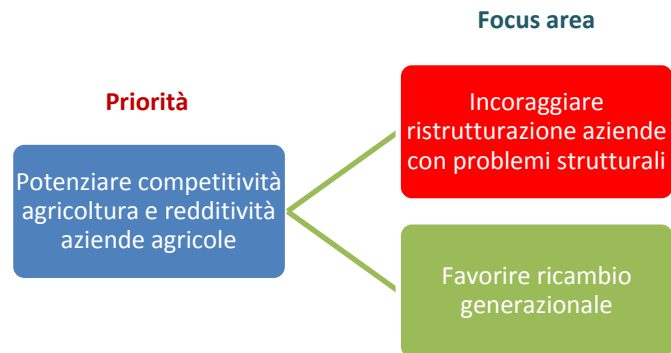 Focus area
Priorità
Incoraggiare
ristrutturazione aziende
con problemi strutturali
Potenziare competitività
agricoltura e redditività
aziende agricole
Favorire ricambio
generazionale